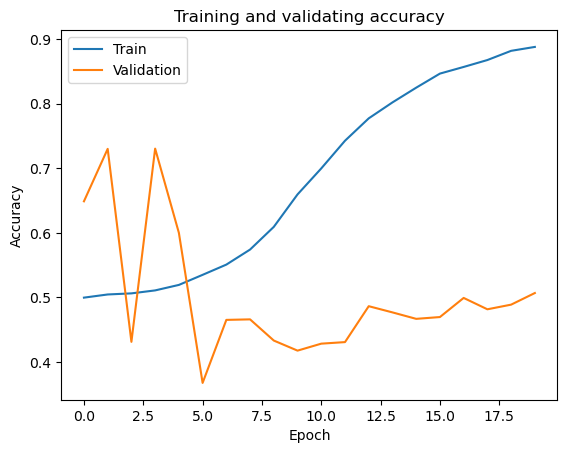 Training and validating accuracy
Train
Validation
0.9
0.8
0.7
0.6
0.5
0.4
Accuracy
0.0 2.5 5.0 7.5 10.0 12.5 15.0 17.5
Epoch